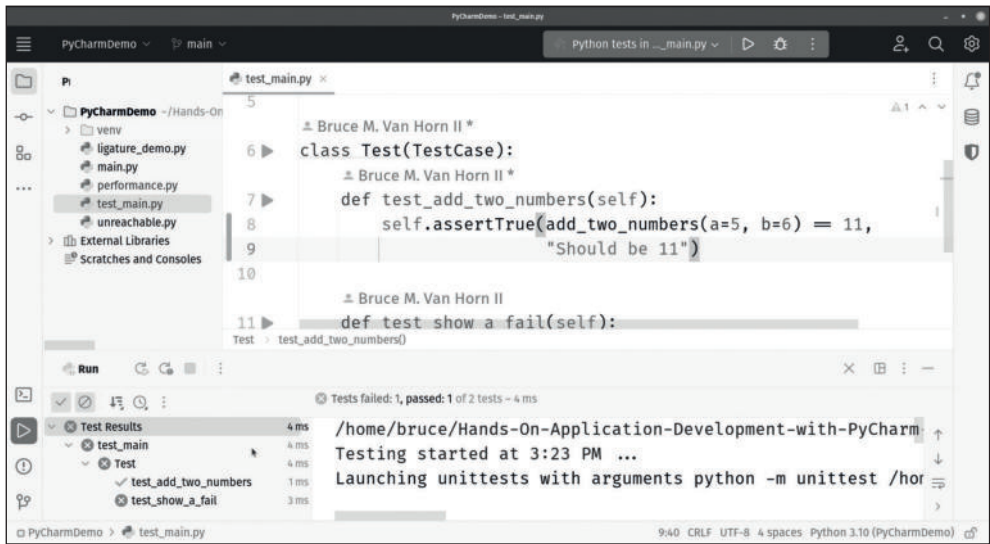 PyCharmDemo – test_main.py
PyCharmDemo main Python tests in ..._main.py
test_main.py
PyCharmDemo ~/Hands-On
venv
ligature_demo.py
main.py
performance.py
test_main.py
unreachable.py
External Libraries
Scratches and Consoles
1
5
Bruce M. Van Horn II *
6 class Test(TestCase):
Bruce M. Van Horn II *
7 def test_add_two_numbers(self):
8 self.assertTrue(add_two_numbers(a=5, b=6) == 11,
9 "Should be 11")
10
Bruce M. Van Horn II
11 def test show a fail(self):
Test > test_add_two_numbers()
Run
Tests failed: 1, passed: 1 of 2 tests – 4 ms
Test Results 4 ms
test_main 4 ms
Test 4 ms
test_add_two_numbers 1 ms
test_show_a_fail 3 ms
/home/bruce/Hands-On-Application-Development-with-PyCharm-
Testing started at 3:23 PM ...
Launching unittests with arguments python -m unittest /hom
PyCharmDemo > test_main.py
9:40 CRLF UTF-8 4 spaces Python 3.10 (PyCharmDemo)